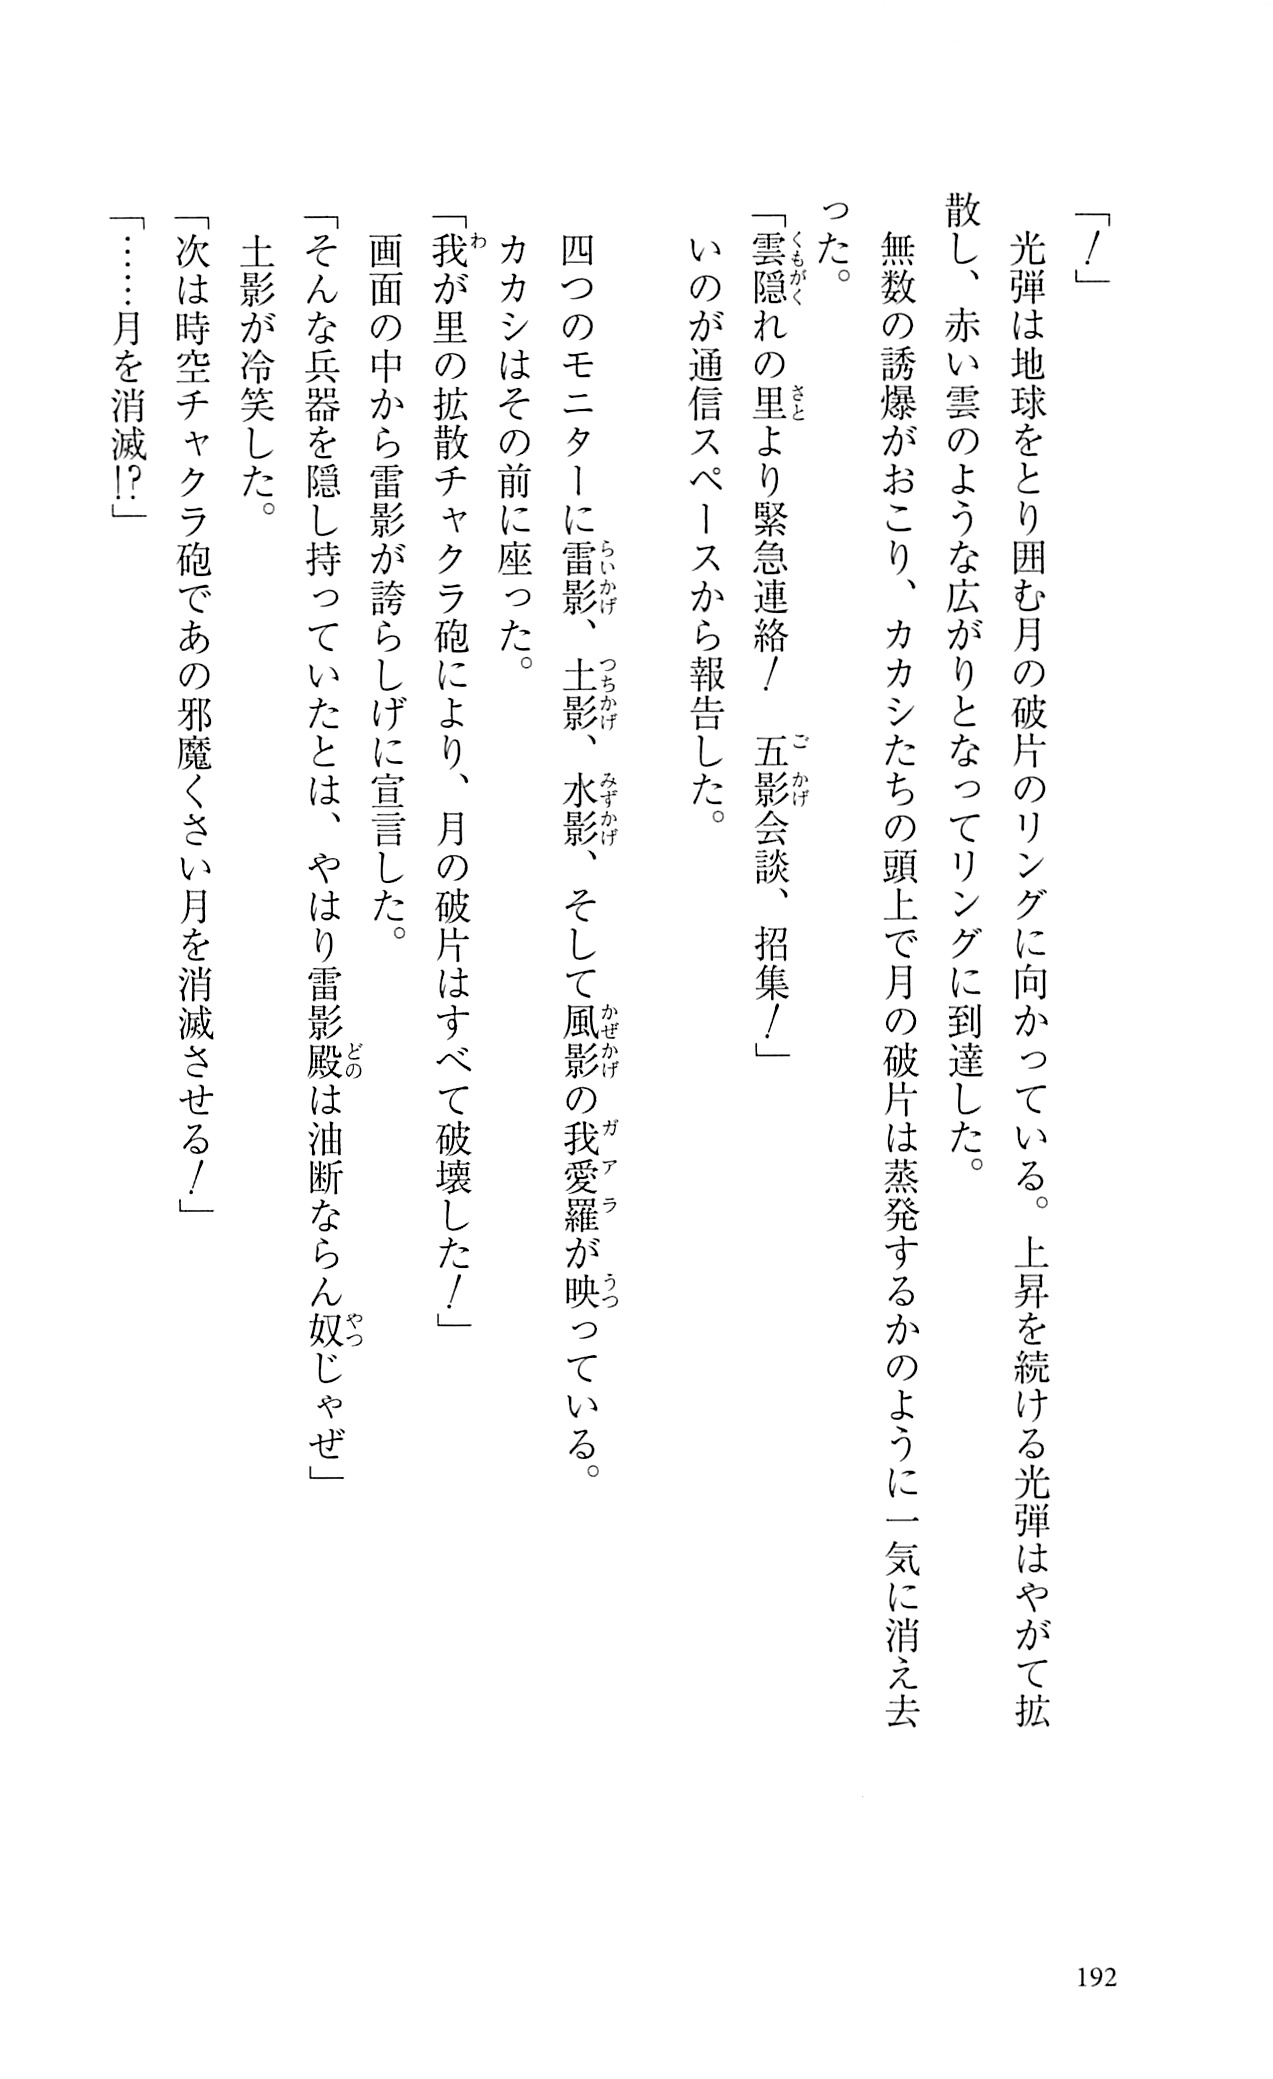 「！」
　光弾は地球をとり囲む月の破片のリングに向かっている。上昇を続ける光弾はやがて拡
散し、赤い雲のような広がりとなってリングに到達した。
　無数の誘爆がおこり、カカシたちの頭上で月の破片は蒸発するかのように一気に消え去
った。
「雲隠れの里より緊急連絡！　五影会談、招集！」
　いのが通信スペースから報告した。
　四つのモニターに雷影、土影、水影、そして風影の我愛羅が映っている。
　カカシはその前に座った。
「我が里の拡散チャクラ砲により、月の破片はすべて破壊した！」
　画面の中から雷影が誇らしげに宣言した。
「そんな兵器を隠し持っていたとは、やはり雷影殿は油断ならん奴じゃぜ」
　土影が冷笑した。
「次は時空チャクラ砲であの邪魔くさい月を消滅させる！」
「……月を消滅!?」
192